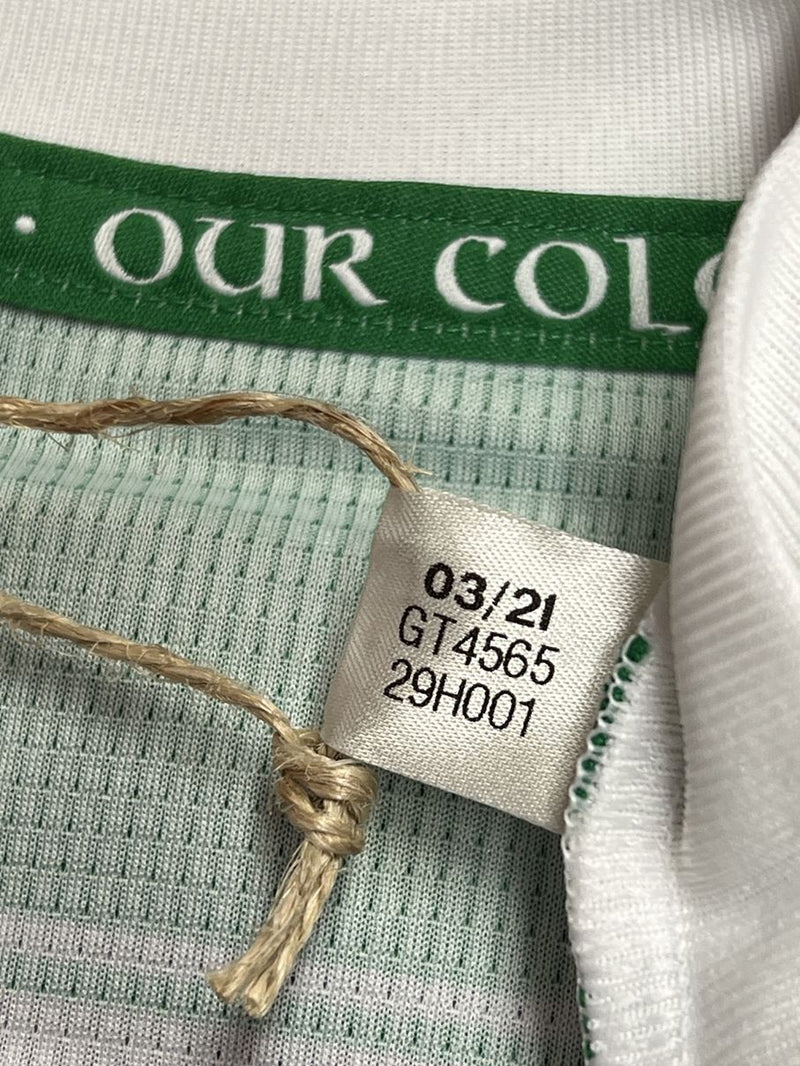 · OUR COL
03/21
GT4565
29H001